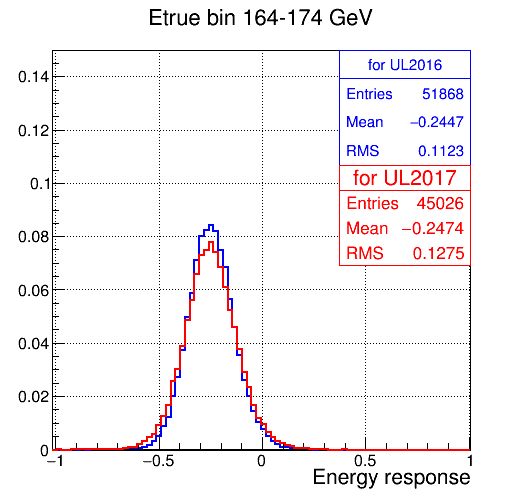 Etrue bin 164-174 GeV
for UL2016
Entries 51868
Mean −0.2447
RMS 0.1123
for UL2017
Entries 45026
Mean −0.2474
RMS 0.1275
0.14
0.12
0.1
0.08
0.06
0.04
0.02
0
−1 −0.5 0 0.5 1
Energy response